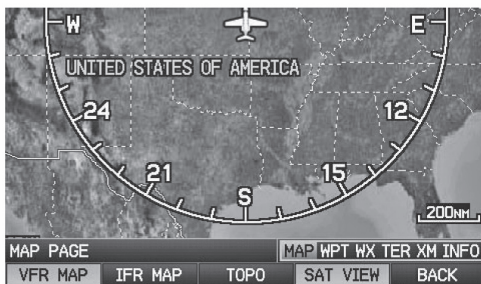 W E
UNITED STATES OF AMERICA
24 12
21 15
S
200NM
MAP PAGE MAP WPT WX TER XM INFO
VFR MAP IFR MAP TOPO SAT VIEW BACK